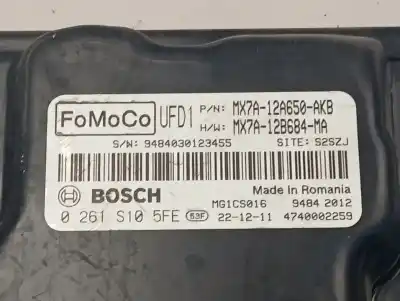 FoMoCo UFD1 P/N: MX7A-12A650-AKB
H/W: MX7A-12B684-MA
S/N: 9484030123455 SITE: S2SZJ
BOSCH Made in Romania
MG1CS016 9484 2012
0 261 S10 5FE 63F 22-12-11 4740002259